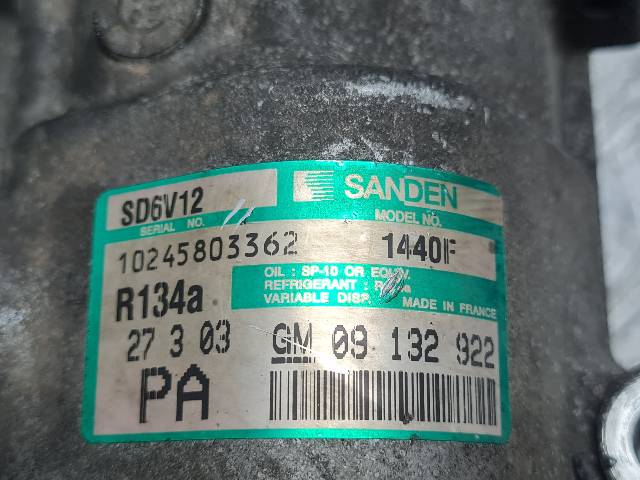 SANDEN
SD6V12
SERIAL NO.
MODEL NO.
10245803362
1440F
OIL : SP-10 OR EQUIV.
REFRIGERANT :
VARIABLE DISP.
MADE IN FRANCE
R134a
27 3 03
GM 09 132 922
PA